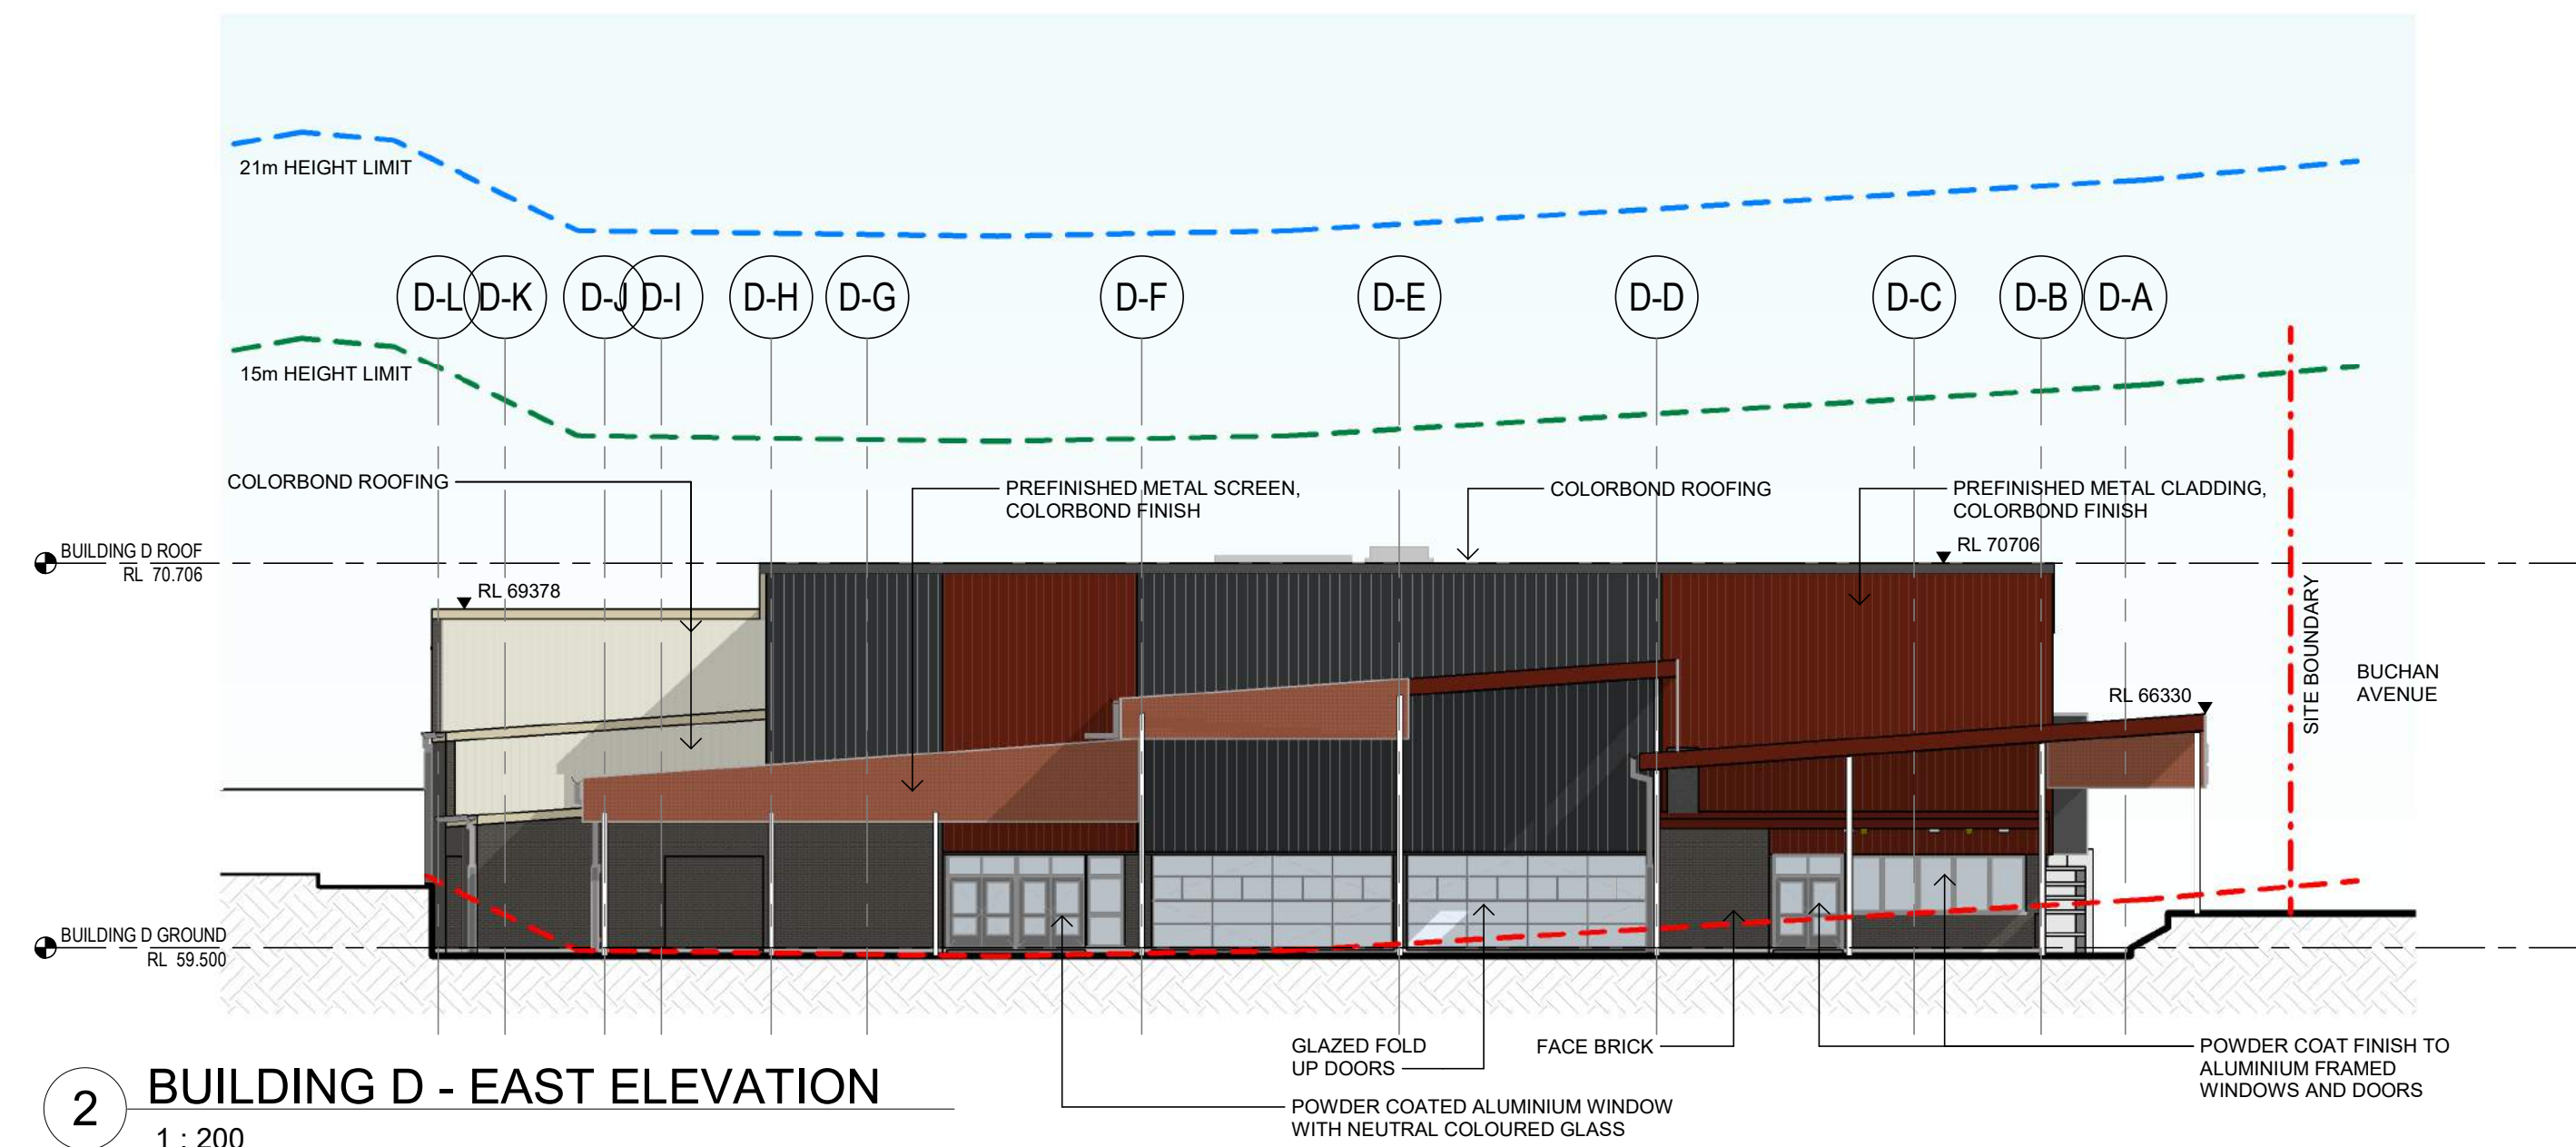 21m HEIGHT LIMIT
D-L D-K D-J D-I D-H D-G D-F D-E D-D D-C D-B D-A
15m HEIGHT LIMIT
COLORBOND ROOFING
PREFINISHED METAL SCREEN,
COLORBOND FINISH
COLORBOND ROOFING
PREFINISHED METAL CLADDING,
COLORBOND FINISH
BUILDING D ROOF
RL 70.706
RL 70706
RL 69378
SITE BOUNDARY
BUCHAN
AVENUE
RL 66330
BUILDING D GROUND
RL 59.500
GLAZED FOLD
UP DOORS
FACE BRICK
POWDER COAT FINISH TO
ALUMINIUM FRAMED
WINDOWS AND DOORS
POWDER COATED ALUMINIUM WINDOW
WITH NEUTRAL COLOURED GLASS
2
BUILDING D - EAST ELEVATION
1 : 200